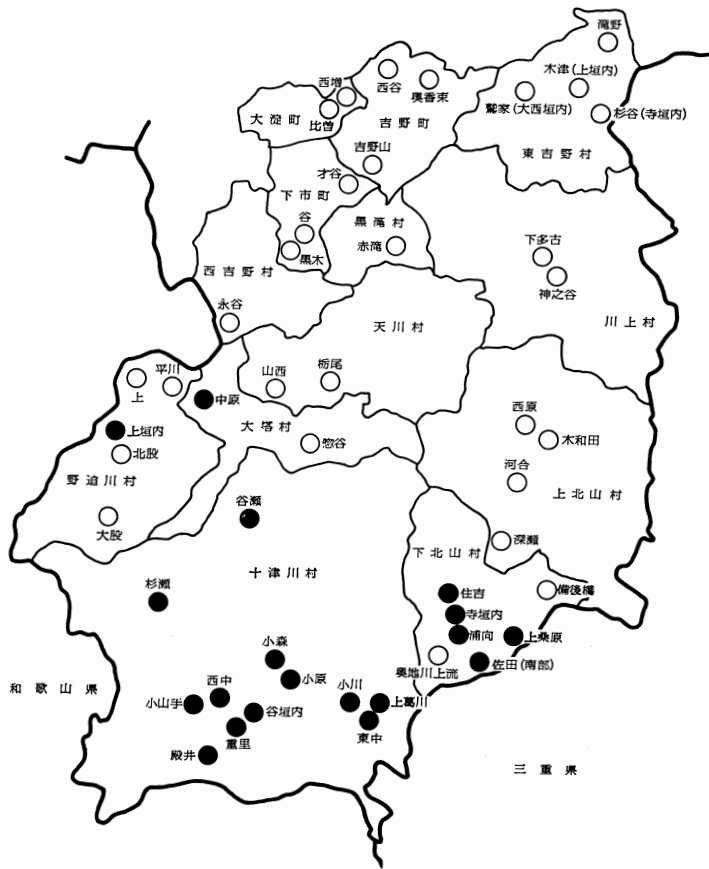 滝野
木津(上垣内)
鷲家(大西垣内)
杉谷(寺垣内)
東吉野村
西谷
奥香束
吉野町
吉野山
西増
比曽
大淀町
才谷
下市町
谷
黒木
黒滝村
赤滝
西吉野村
永谷
下多古
神之谷
川上村
天川村
山西
栃尾
平川
上
中原
大塔村
惣谷
上垣内
北股
野迫川村
大股
西原
木和田
河合
上北山村
深瀬
谷瀬
十津川村
杉瀬
下北山村
備後橋
住吉
寺垣内
浦向
上桑原
奥地川上流
佐田(南部)
小森
小原
西中
小山手
谷垣内
重里
殿井
小川
上葛川
東中
和歌山県
三重県